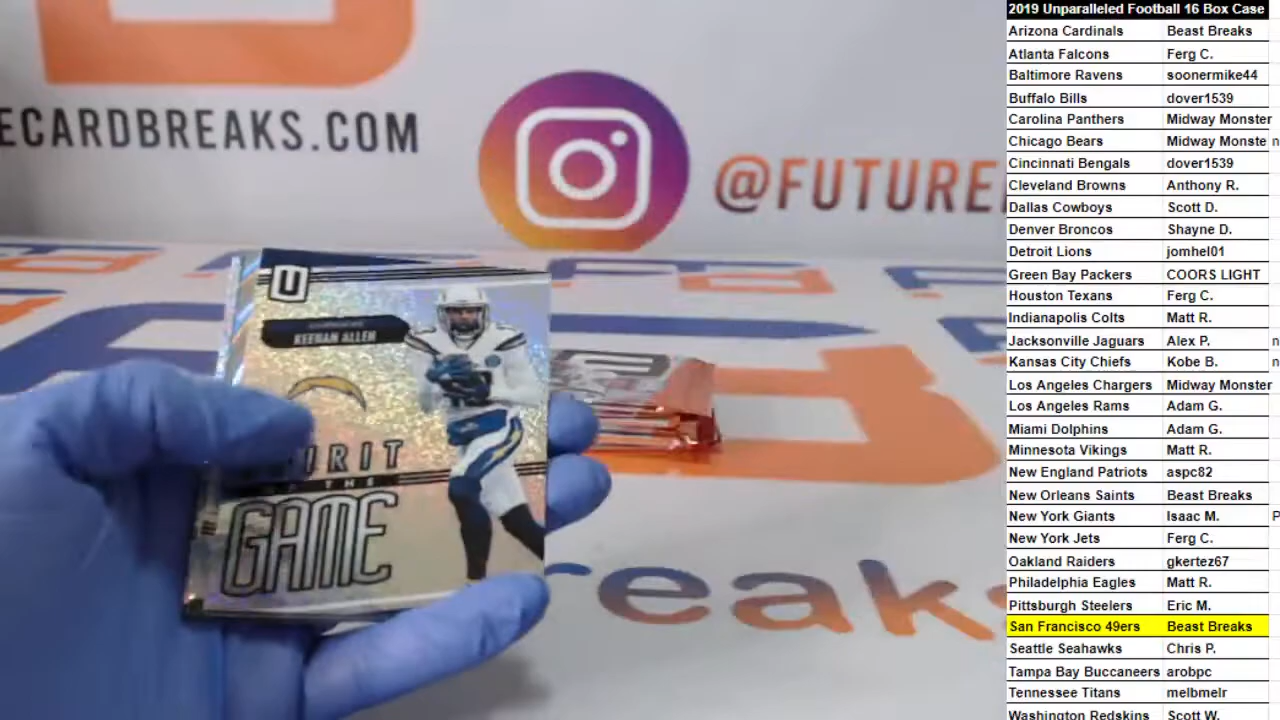 ECARDBREAKS.COM
@FUTURE
U
KEENAN ALLEN
SPIRIT
OF THE
GAME
reaks
2019 Unparalleled Football 16 Box Case
Arizona Cardinals Beast Breaks
Atlanta Falcons Ferg C.
Baltimore Ravens soonermike44
Buffalo Bills dover1539
Carolina Panthers Midway Monster
Chicago Bears Midway Monste n
Cincinnati Bengals dover1539
Cleveland Browns Anthony R.
Dallas Cowboys Scott D.
Denver Broncos Shayne D.
Detroit Lions jomhel01
Green Bay Packers COORS LIGHT
Houston Texans Ferg C.
Indianapolis Colts Matt R.
Jacksonville Jaguars Alex P. n
Kansas City Chiefs Kobe B. n
Los Angeles Chargers Midway Monster
Los Angeles Rams Adam G.
Miami Dolphins Adam G.
Minnesota Vikings Matt R.
New England Patriots aspc82
New Orleans Saints Beast Breaks
New York Giants Isaac M. P
New York Jets Ferg C.
Oakland Raiders gkertez67
Philadelphia Eagles Matt R.
Pittsburgh Steelers Eric M.
San Francisco 49ers Beast Breaks
Seattle Seahawks Chris P.
Tampa Bay Buccaneers arobpc
Tennessee Titans melbmelr
Washington Redskins Scott W.